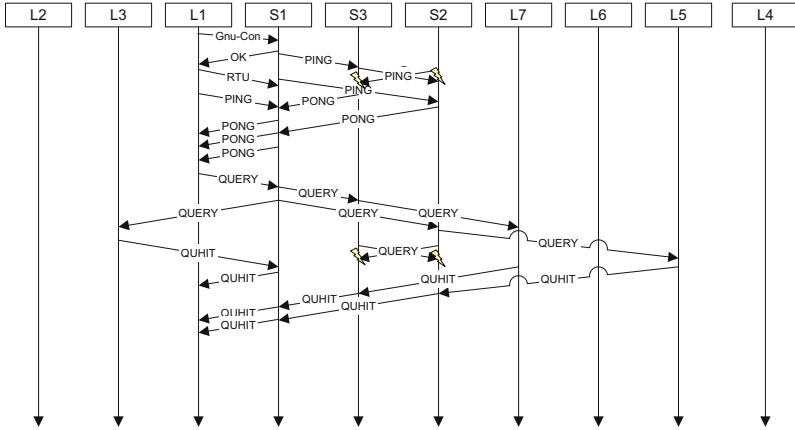 L2 L3 L1 S1 S3 S2 L7 L6 L5 L4
Gnu-Con
OK
PING
RTU
PING
PING
PING
PONG
PONG
PONG
PONG
PONG
QUERY
QUERY
QUERY
QUERY
QUERY
QUERY
QUHIT
QUERY
QUHIT
QUHIT
QUHIT
QUHIT
QUHIT
QUHIT
QUHIT